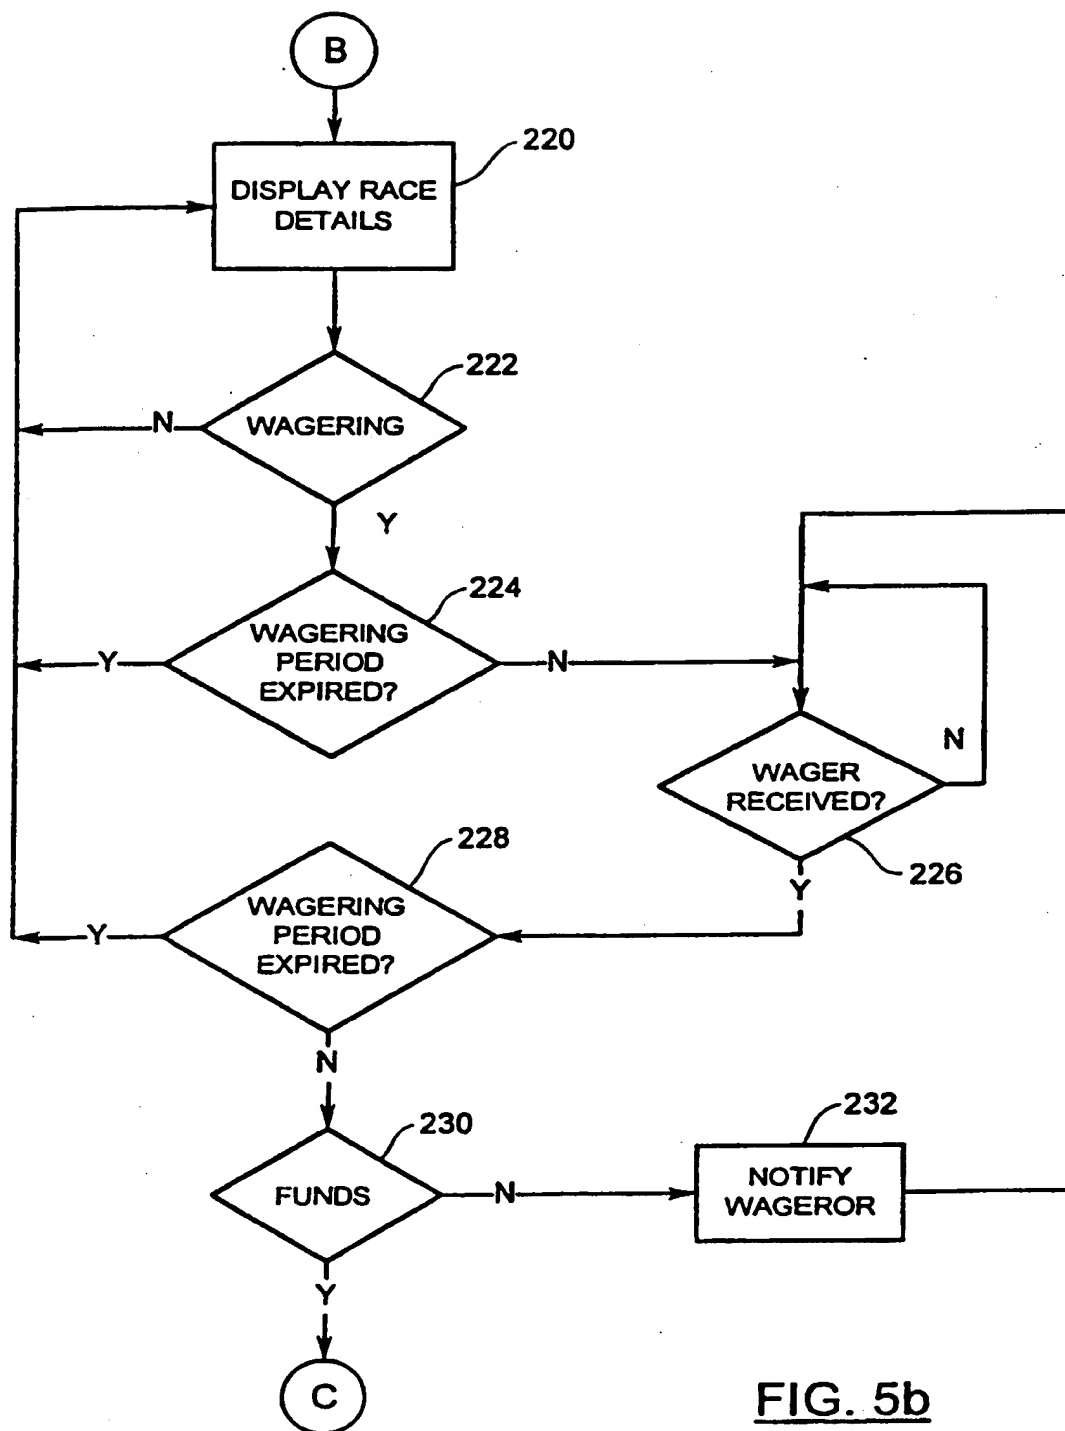 B
220
DISPLAY RACE
DETAILS
222
WAGERING
N
Y
224
WAGERING
PERIOD
EXPIRED?
Y
N
WAGER
RECEIVED?
N
226
Y
228
WAGERING
PERIOD
EXPIRED?
Y
N
230
FUNDS
N
232
NOTIFY
WAGEROR
Y
C
FIG. 5b